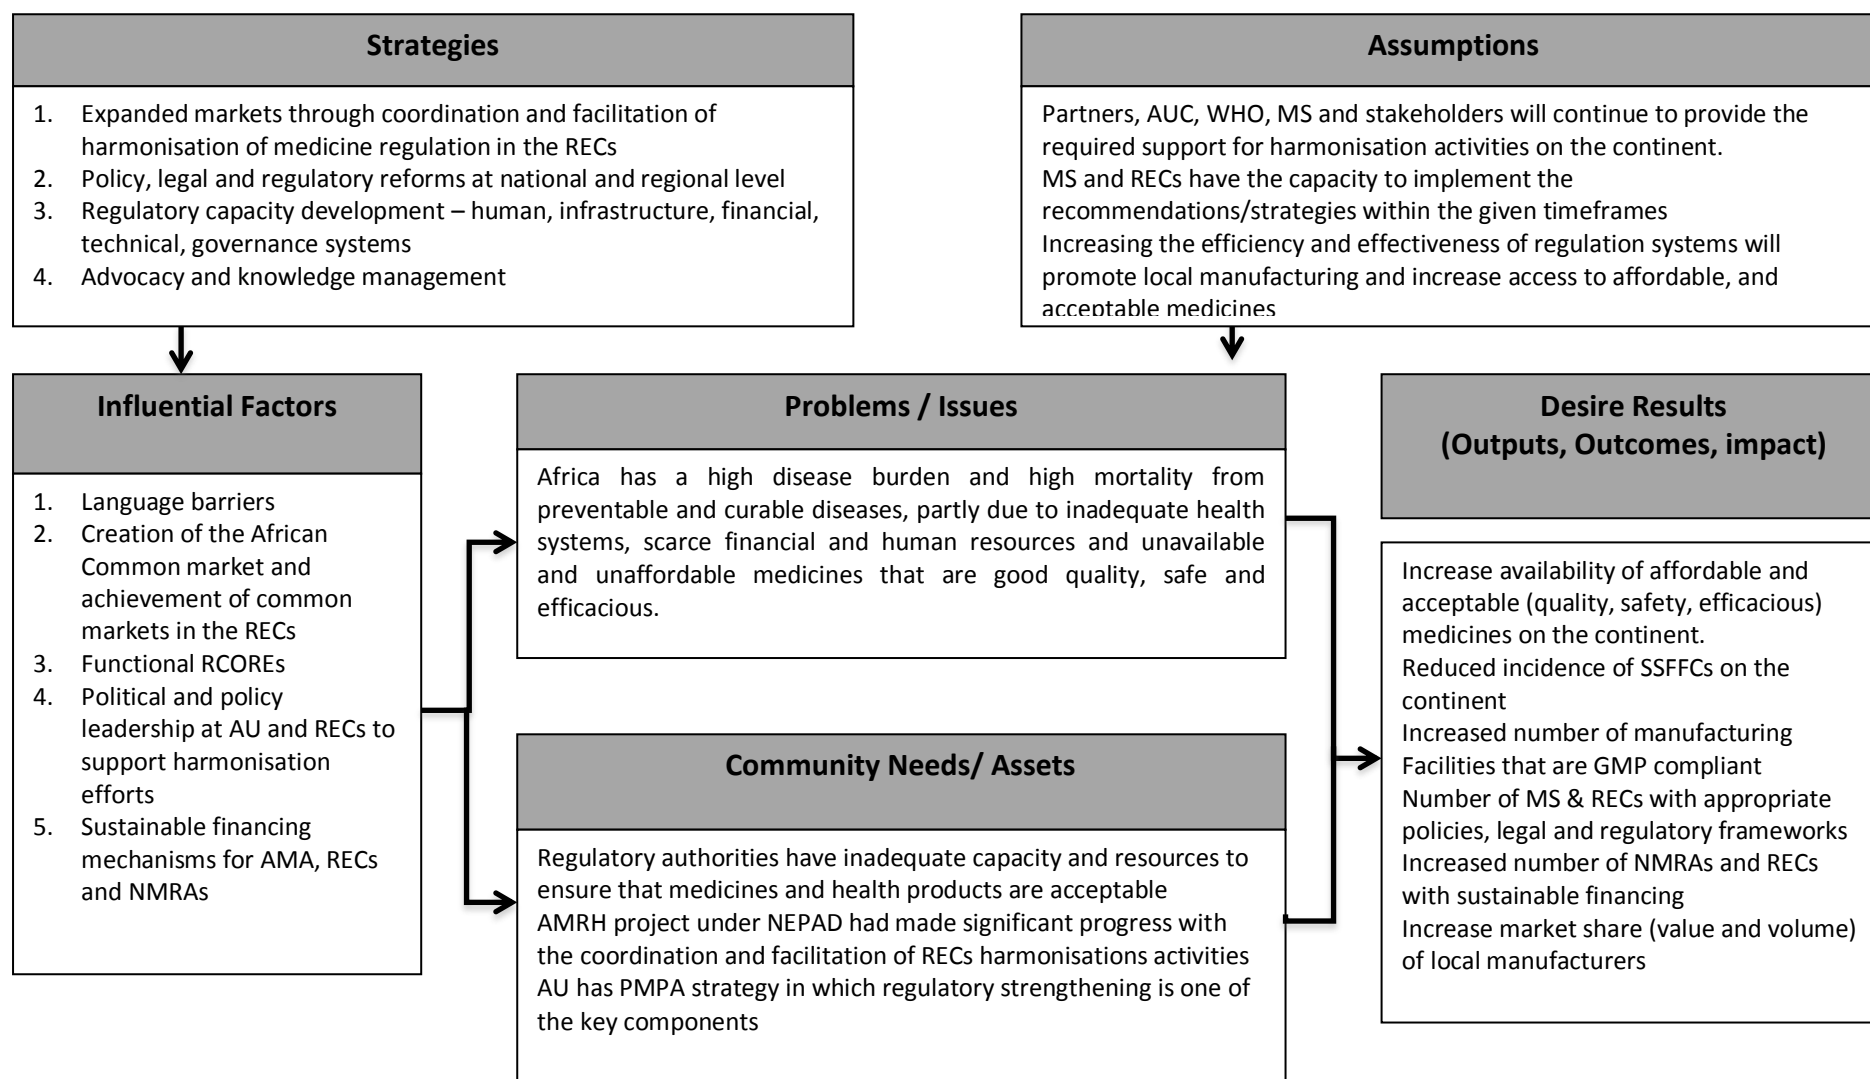 Strategies
1. Expanded markets through coordination and facilitation of
harmonisation of medicine regulation in the RECs
2. Policy, legal and regulatory reforms at national and regional level
3. Regulatory capacity development – human, infrastructure, financial,
technical, governance systems
4. Advocacy and knowledge management
Assumptions
Partners, AUC, WHO, MS and stakeholders will continue to provide the
required support for harmonisation activities on the continent.
MS and RECs have the capacity to implement the
recommendations/strategies within the given timeframes
Increasing the efficiency and effectiveness of regulation systems will
promote local manufacturing and increase access to affordable, and
acceptable medicines
Influential Factors
1. Language barriers
2. Creation of the African
Common market and
achievement of common
markets in the RECs
3. Functional RCOREs
4. Political and policy
leadership at AU and RECs to
support harmonisation
efforts
5. Sustainable financing
mechanisms for AMA, RECs
and NMRAs
Problems / Issues
Africa has a high disease burden and high mortality from
preventable and curable diseases, partly due to inadequate health
systems, scarce financial and human resources and unavailable
and unaffordable medicines that are good quality, safe and
efficacious.
Community Needs/ Assets
Regulatory authorities have inadequate capacity and resources to
ensure that medicines and health products are acceptable
AMRH project under NEPAD had made significant progress with
the coordination and facilitation of RECs harmonisations activities
AU has PMPA strategy in which regulatory strengthening is one of
the key components
Desire Results
(Outputs, Outcomes, impact)
Increase availability of affordable and
acceptable (quality, safety, efficacious)
medicines on the continent.
Reduced incidence of SSFFCs on the
continent
Increased number of manufacturing
Facilities that are GMP compliant
Number of MS & RECs with appropriate
policies, legal and regulatory frameworks
Increased number of NMRAs and RECs
with sustainable financing
Increase market share (value and volume)
of local manufacturers